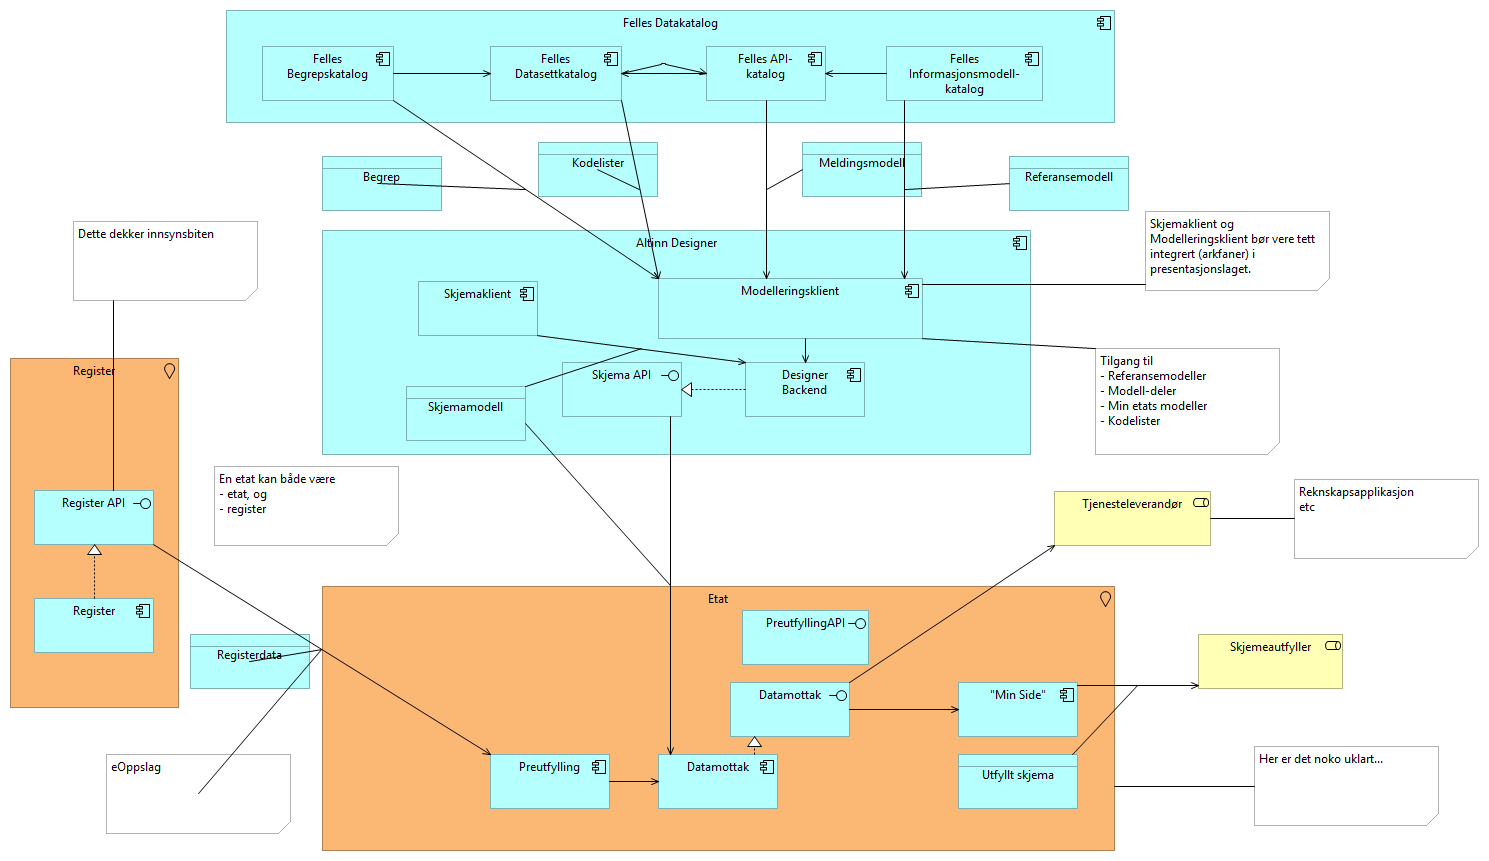 Felles Datakatalog
Felles
Begrepskatalog
Felles
Datasettkatalog
Felles API-
katalog
Felles
Informasjonsmodell-
katalog
Begrep
Kodelister
Meldingsmodell
Referansemodell
Dette dekker innsynsbiten
Altinn Designer
Skjemaklient og
Modelleringsklient bør vere tett
integrert (arkfaner) i
presentasjonslaget.
Skjemaklient
Modelleringsklient
Register
Skjema API
Designer
Backend
Tilgang til
- Referansemodeller
- Modell-deler
- Min etats modeller
- Kodelister
Skjemamodell
En etat kan både være
- etat, og
- register
Register API
Tjenesteleverandør
Reknskapsapplikasjon
etc
Register
Etat
PreutfyllingAPI
Registerdata
Skjemeautfyller
Datamottak
"Min Side"
eOppslag
Preutfylling
Datamottak
Utfyllt skjema
Her er det noko uklart...